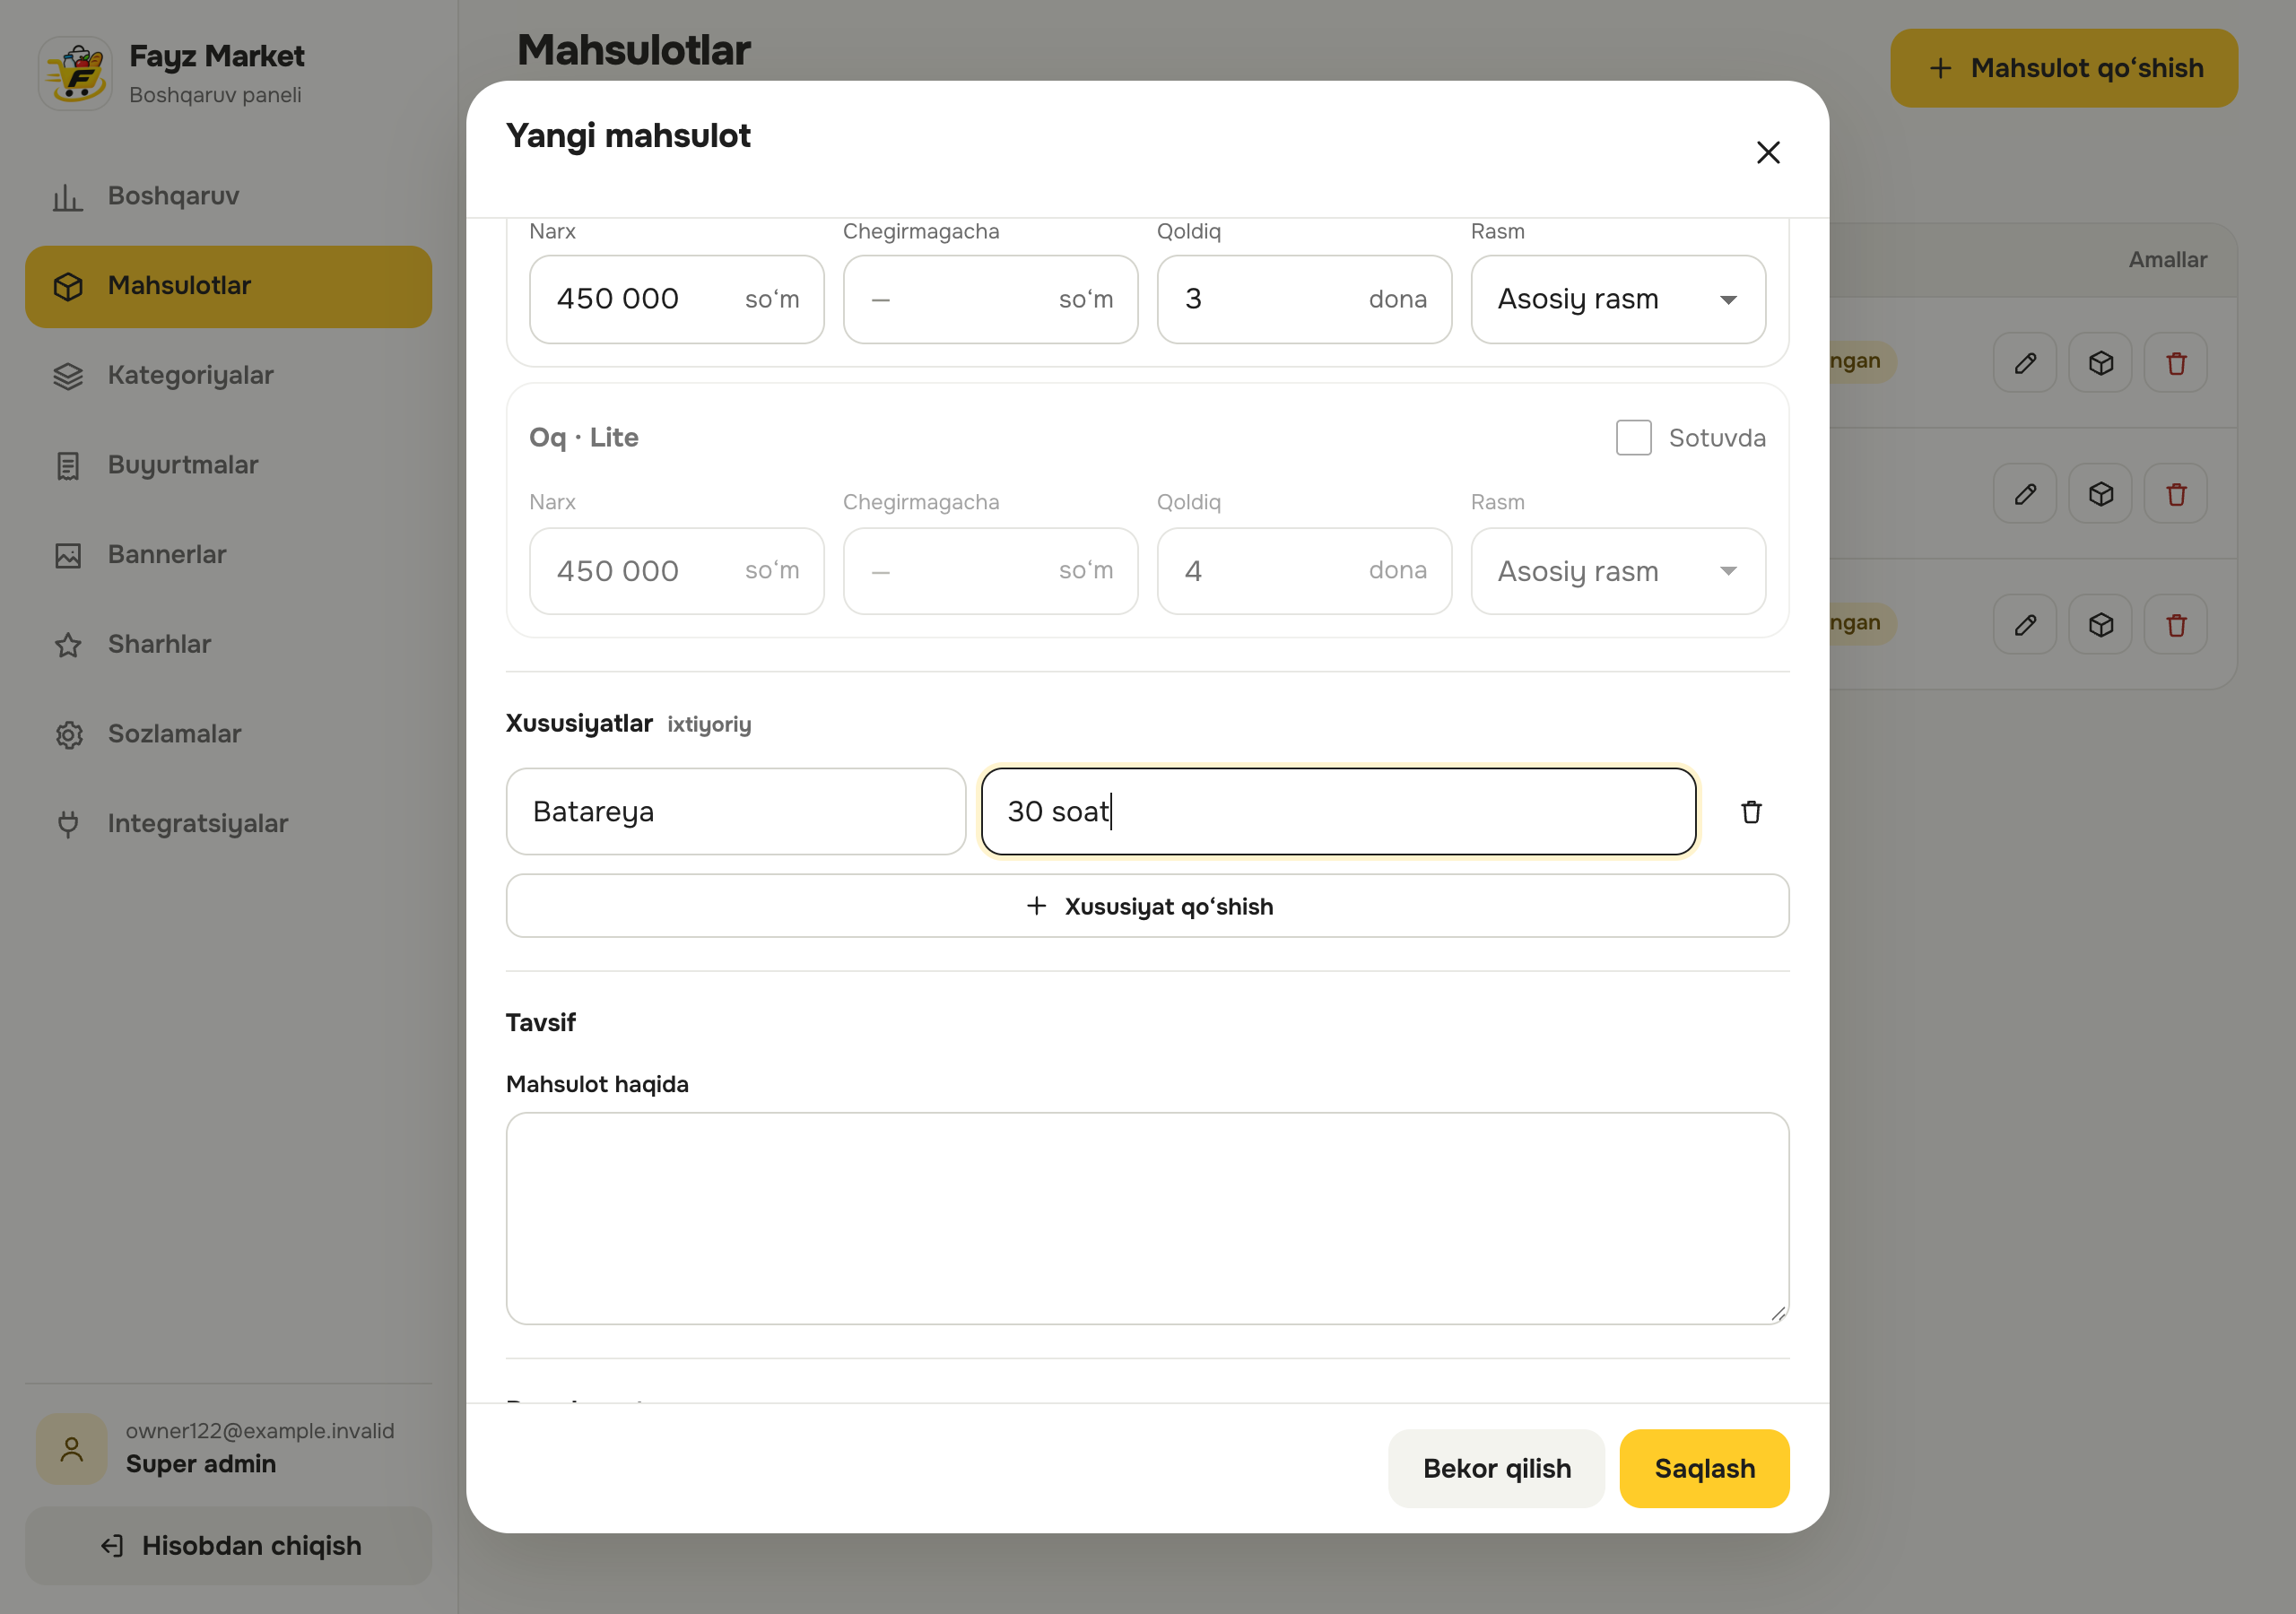 Fayz Market
Boshqaruv paneli
Boshqaruv
Mahsulotlar
Kategoriyalar
Buyurtmalar
Bannerlar
Sharhlar
Sozlamalar
Integratsiyalar
owner122@example.invalid
Super admin
Hisobdan chiqish
Mahsulotlar
+ Mahsulot qo‘shish
Amallar
ngan
ngan
Yangi mahsulot
Narx Chegirmagacha Qoldiq Rasm
450 000 so‘m — so‘m 3 dona Asosiy rasm
Oq · Lite Sotuvda
Narx Chegirmagacha Qoldiq Rasm
450 000 so‘m — so‘m 4 dona Asosiy rasm
Xususiyatlar ixtiyoriy
Batareya 30 soat
+ Xususiyat qo‘shish
Tavsif
Mahsulot haqida
Bekor qilish Saqlash